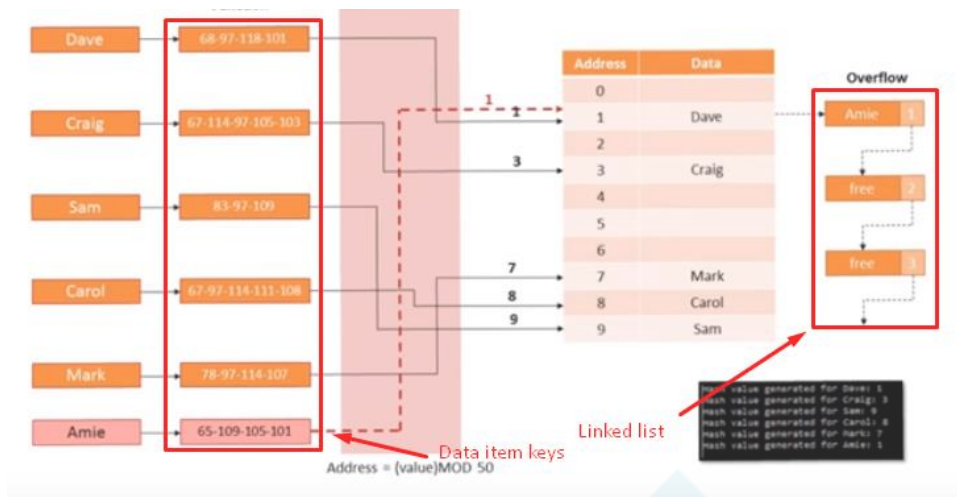 Dave
68-97-118-101
Craig
67-114-97-105-103
Sam
83-97-109
Carol
67-97-114-111-108
Mark
78-97-114-107
Amie
65-109-105-101
1
1
3
7
8
9
Address = (value)MOD 50
Data item keys
Address Data
0
1 Dave
2
3 Craig
4
5
6
7 Mark
8 Carol
9 Sam
Overflow
Amie 1
free 2
free 3
Linked list
Hash value generated for Dave: 1
Hash value generated for Craig: 3
Hash value generated for Sam: 9
Hash value generated for Carol: 8
Hash value generated for Mark: 7
Hash value generated for Amie: 1